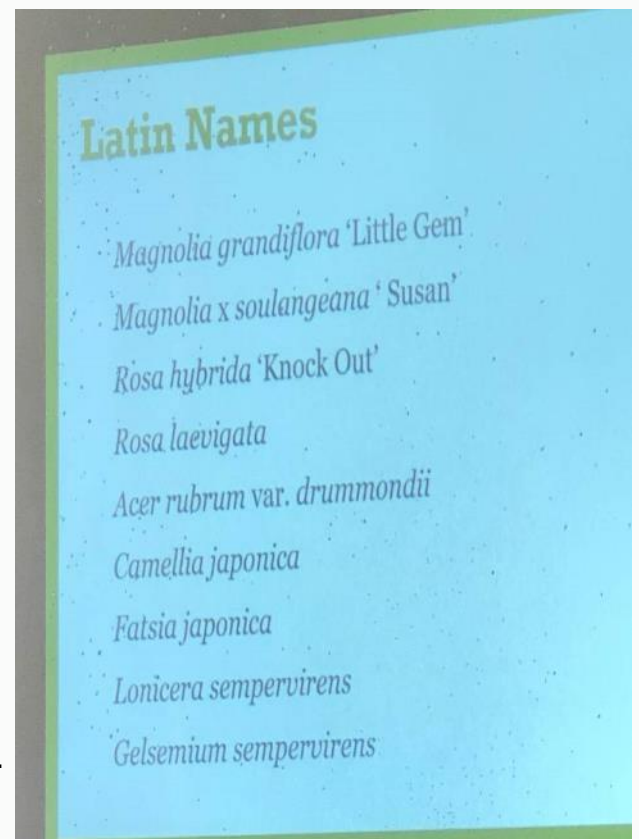 Latin Names
Magnolia grandiflora 'Little Gem'
Magnolia x soulangeana ' Susan'
Rosa hybrida 'Knock Out'
Rosa laevigata
Acer rubrum var. drummondii
Camellia japonica
Fatsia japonica
Lonicera sempervirens
Gelsemium sempervirens